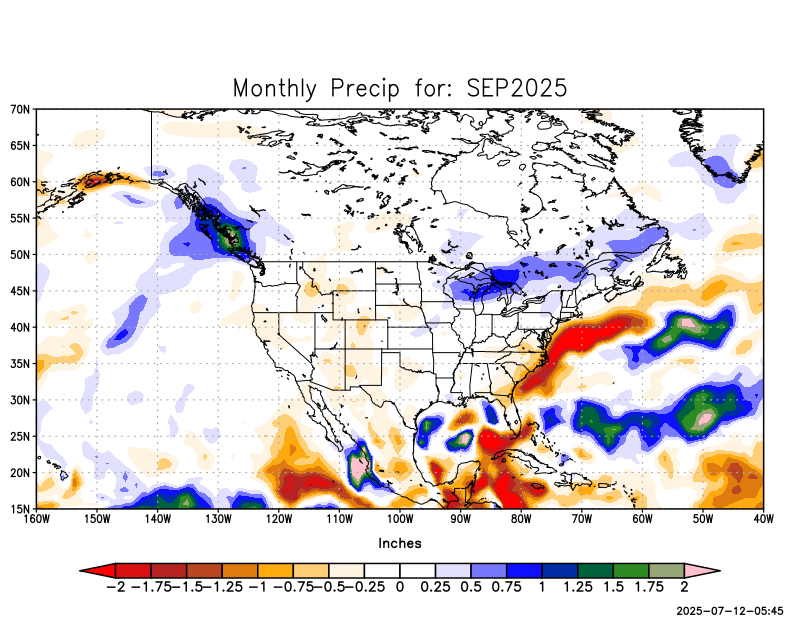 Monthly Precip for: SEP2025
70N
65N
60N
55N
50N
45N
40N
35N
30N
25N
20N
15N
160W 150W 140W 130W 120W 110W 100W 90W 80W 70W 60W 50W 40W
Inches
-2 -1.75 -1.5 -1.25 -1 -0.75 -0.5 -0.25 0 0.25 0.5 0.75 1 1.25 1.5 1.75 2
2025-07-12-05:45